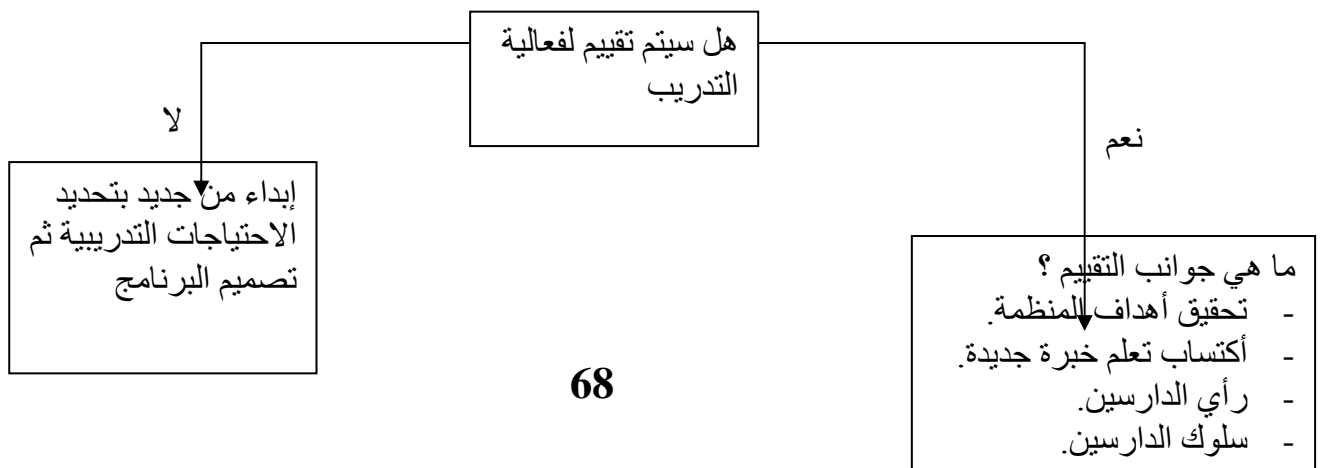 هل سيتم تقييم لفعالية
التدريب
نعم
لا
إبداء من جديد بتحديد
الاحتياجات التدريبية ثم
تصميم البرنامج
ما هي جوانب التقييم ؟
- تحقيق أهداف المنظمة.
- أكتساب تعلم خبرة جديدة.
- رأي الدارسين.
- سلوك الدارسين.
68